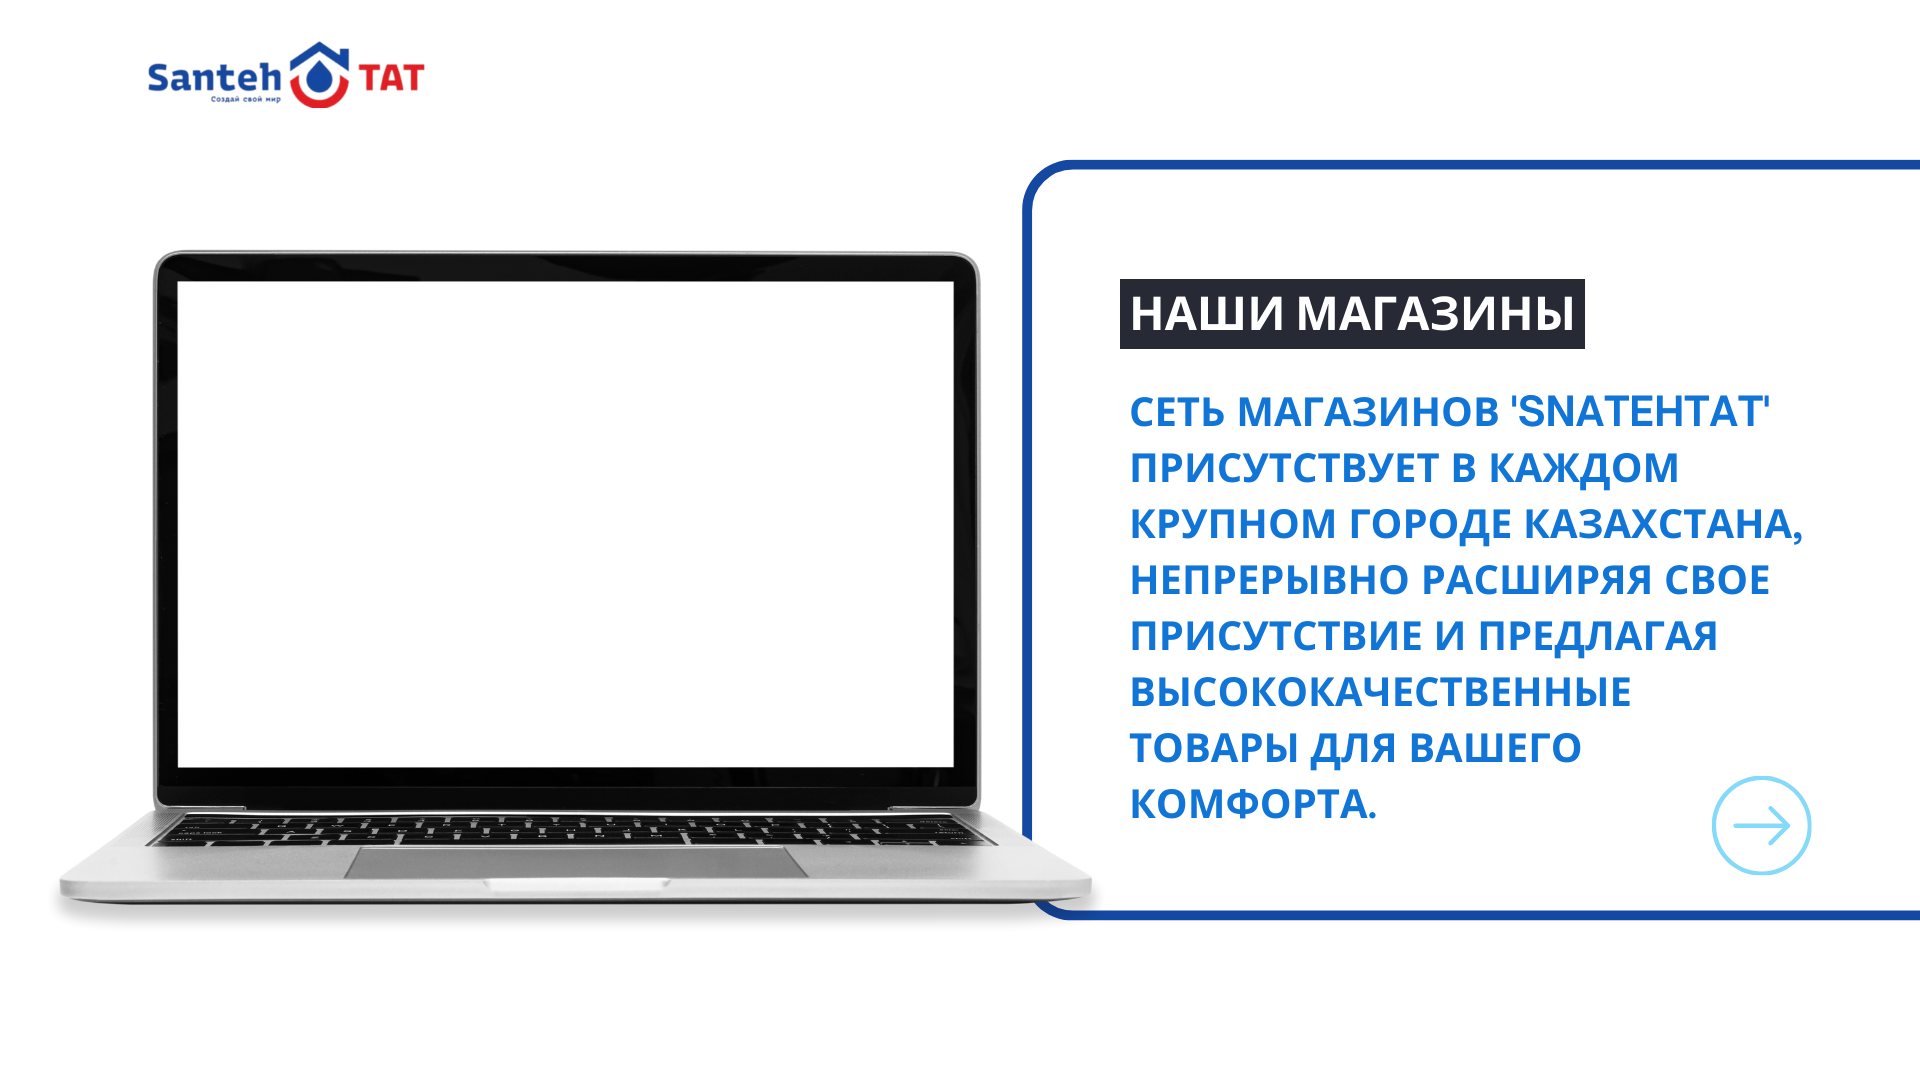 Santeh TAT
Создай свой мир
НАШИ МАГАЗИНЫ
СЕТЬ МАГАЗИНОВ 'SNATEHTAT'
ПРИСУТСТВУЕТ В КАЖДОМ
КРУПНОМ ГОРОДЕ КАЗАХСТАНА,
НЕПРЕРЫВНО РАСШИРЯЯ СВОЕ
ПРИСУТСТВИЕ И ПРЕДЛАГАЯ
ВЫСОКОКАЧЕСТВЕННЫЕ
ТОВАРЫ ДЛЯ ВАШЕГО
КОМФОРТА.